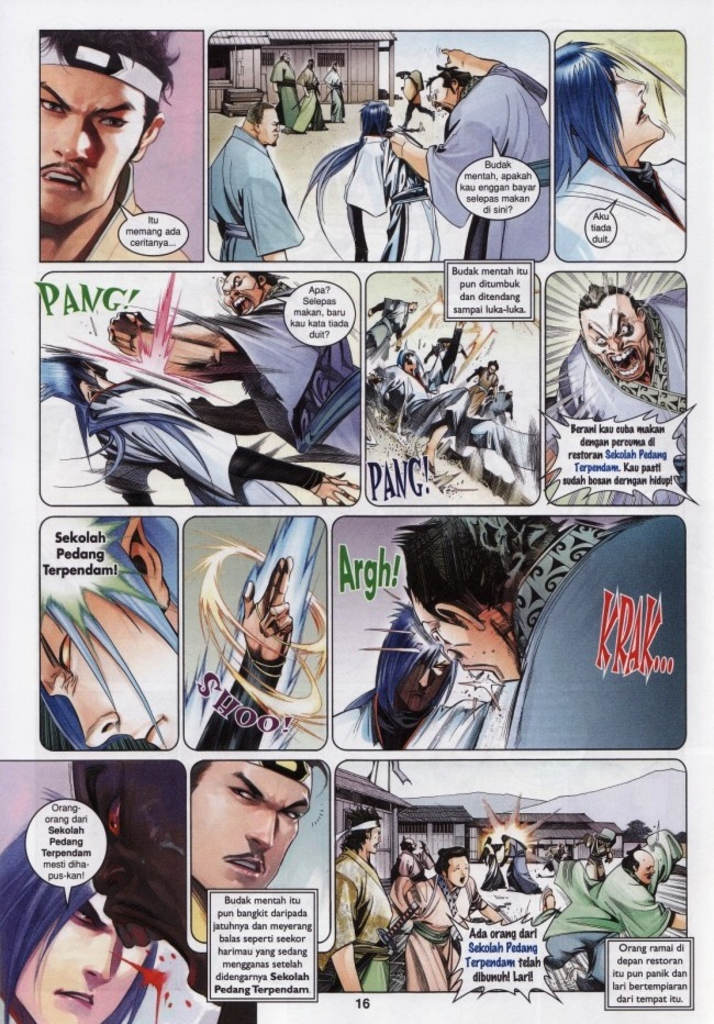 Itu
memang ada
ceritanya...
Budak
mentah, apakah
kau enggan bayar
selepas makan
di sini?
Aku
tiada
duit.
PANG!
Apa?
Selepas
makan, baru
kau kata tiada
duit?
Budak mentah itu
pun ditumbuk
dan ditendang
sampai luka-luka.
PANG!
Berani kau cuba makan
dengan percuma di
restoran Sekolah Pedang
Terpendam. Kau pasti
sudah bosan derngan hidup!
Sekolah
Pedang
Terpendam!
SHOO!
Argh!
KRAK...
Orang-
orang dari
Sekolah
Pedang
Terpendam
mesti diha-
pus-kan!
Budak mentah itu
pun bangkit daripada
jatuhnya dan meyerang
balas seperti seekor
harimau yang sedang
mengganas setelah
didengarnya Sekolah
Pedang Terpendam.
Ada orang dari
Sekolah Pedang
Terpendam telah
dibunuh! Lari!
Orang ramai di
depan restoran
itu pun panik dan
lari bertempiaran
dari tempat itu.
16